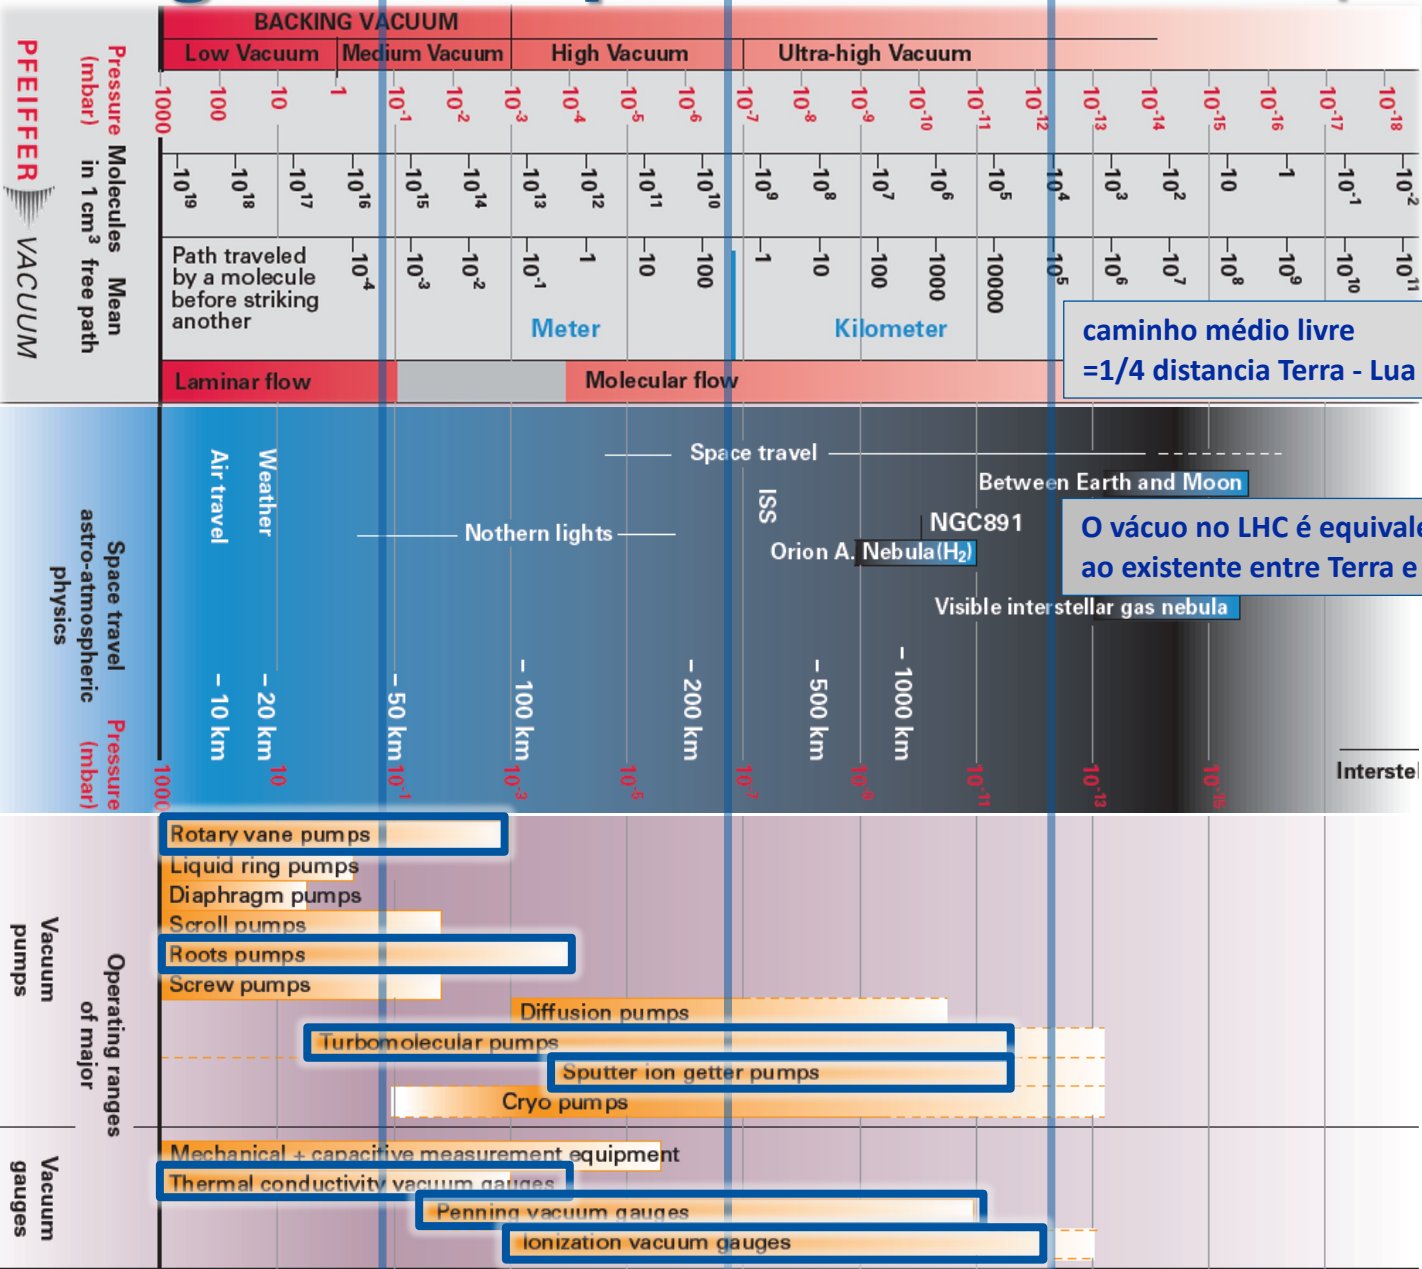 BACKING VACUUM
Low Vacuum
Medium Vacuum
High Vacuum
Ultra-high Vacuum
PFEIFFER VACUUM
Pressure
(mbar)
1000
100
10
1
10⁻¹
10⁻²
10⁻³
10⁻⁴
10⁻⁵
10⁻⁶
10⁻⁷
10⁻⁸
10⁻⁹
10⁻¹⁰
10⁻¹¹
10⁻¹²
10⁻¹³
10⁻¹⁴
10⁻¹⁵
10⁻¹⁶
10⁻¹⁷
10⁻¹⁸
Molecules
in 1 cm³
10¹⁹
10¹⁸
10¹⁷
10¹⁶
10¹⁵
10¹⁴
10¹³
10¹²
10¹¹
10¹⁰
10⁹
10⁸
10⁷
10⁶
10⁵
10⁴
10³
10²
10
1
10⁻¹
10⁻²
Mean
free path
Path traveled
by a molecule
before striking
another
10⁻⁴
10⁻³
10⁻²
10⁻¹
1
10
100
1
10
100
1000
10000
10⁵
10⁶
10⁷
10⁸
10⁹
10¹⁰
10¹¹
Meter
Kilometer
caminho médio livre
=1/4 distancia Terra - Lua
Laminar flow
Molecular flow
Space travel
astro-atmospheric
physics
Air travel
Weather
Space travel
Between Earth and Moon
ISS
NGC891
Nothern lights
Orion A. Nebula(H₂)
O vácuo no LHC é
ao existente entre Terra e
Visible interstellar gas nebula
– 10 km
– 20 km
– 50 km
– 100 km
– 200 km
– 500 km
– 1000 km
Pressure
(mbar)
1000
10
10⁻¹
10⁻³
10⁻⁵
10⁻⁷
10⁻⁹
10⁻¹¹
10⁻¹³
10⁻¹⁵
Operating ranges
of major
Vacuum
pumps
Rotary vane pumps
Liquid ring pumps
Diaphragm pumps
Scroll pumps
Roots pumps
Screw pumps
Diffusion pumps
Turbomolecular pumps
Sputter ion getter pumps
Cryo pumps
Vacuum
gauges
Mechanical + capacitive measurement equipment
Thermal conductivity vacuum gauges
Penning vacuum gauges
Ionization vacuum gauges